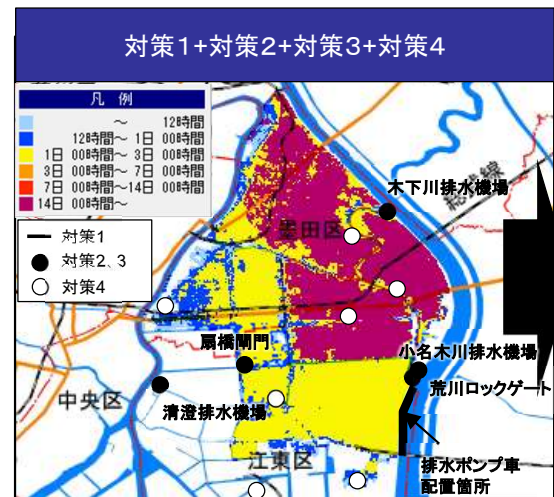 対策1+対策2+対策3+対策4
凡 例
～ 12時間
12時間～ 1日 00時間
1日 00時間～ 3日 00時間
3日 00時間～ 7日 00時間
7日 00時間～14日 00時間
14日 00時間～
対策1
対策2、3
対策4
木下川排水機場
総武線
墨田区
扇橋閘門
小名木川排水機場
荒川ロックゲート
中央区
清澄排水機場
江東区
排水ポンプ車
配置箇所